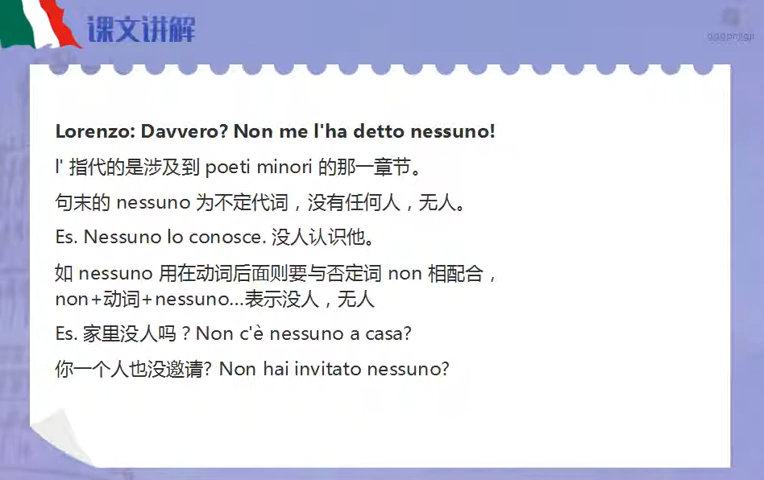 课文讲解
Lorenzo: Davvero? Non me l'ha detto nessuno!
l' 指代的是涉及到 poeti minori 的那一章节。
句末的 nessuno 为不定代词，没有任何人，无人。
Es. Nessuno lo conosce. 没人认识他。
如 nessuno 用在动词后面则要与否定词 non 相配合，
non+动词+nessuno...表示没人，无人
Es. 家里没人吗？Non c'è nessuno a casa?
你一个人也没邀请? Non hai invitato nessuno?